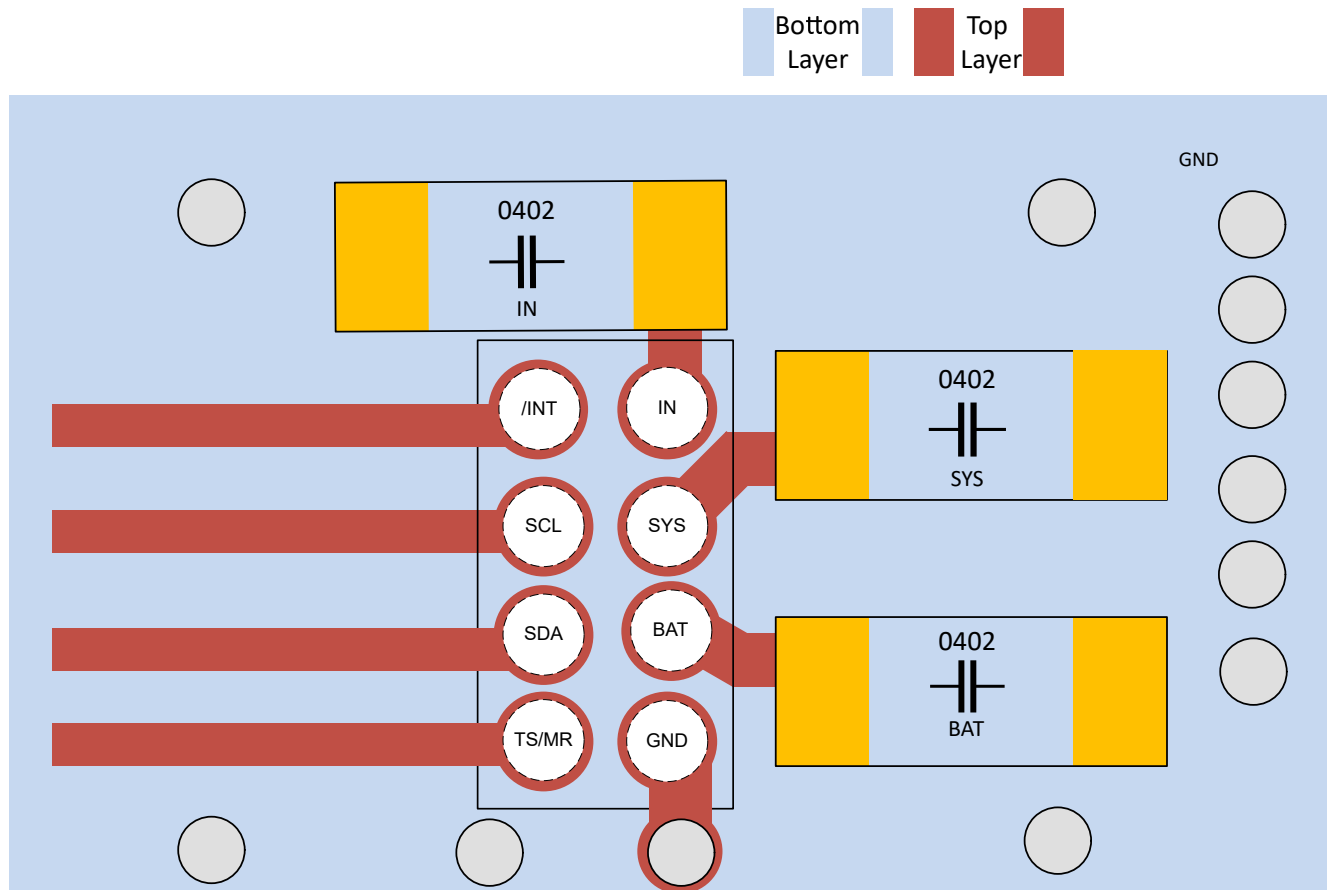 Bottom
Layer
Top
Layer
GND
0402
IN
/INT
IN
0402
SYS
SCL
SYS
SDA
BAT
0402
BAT
TS/MR
GND